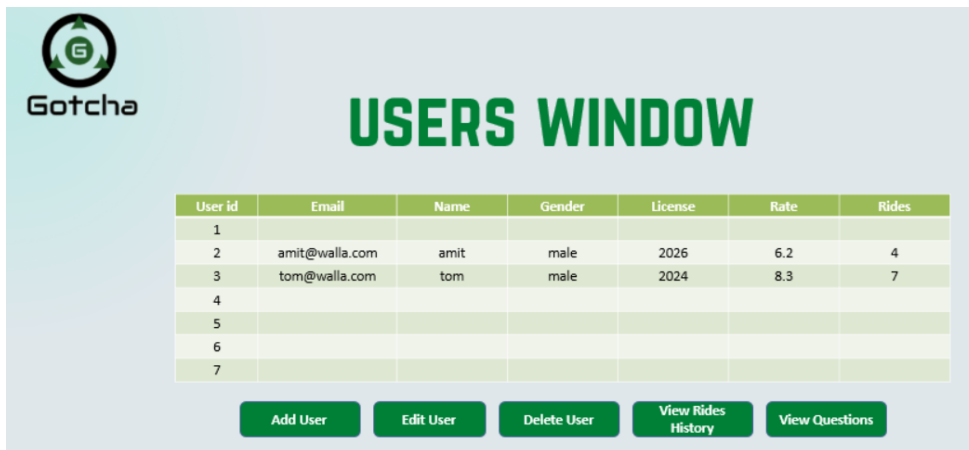 G
Gotcha
USERS WINDOW
User id Email Name Gender License Rate Rides
1
2 amit@walla.com amit male 2026 6.2 4
3 tom@walla.com tom male 2024 8.3 7
4
5
6
7
Add User Edit User Delete User View Rides History View Questions